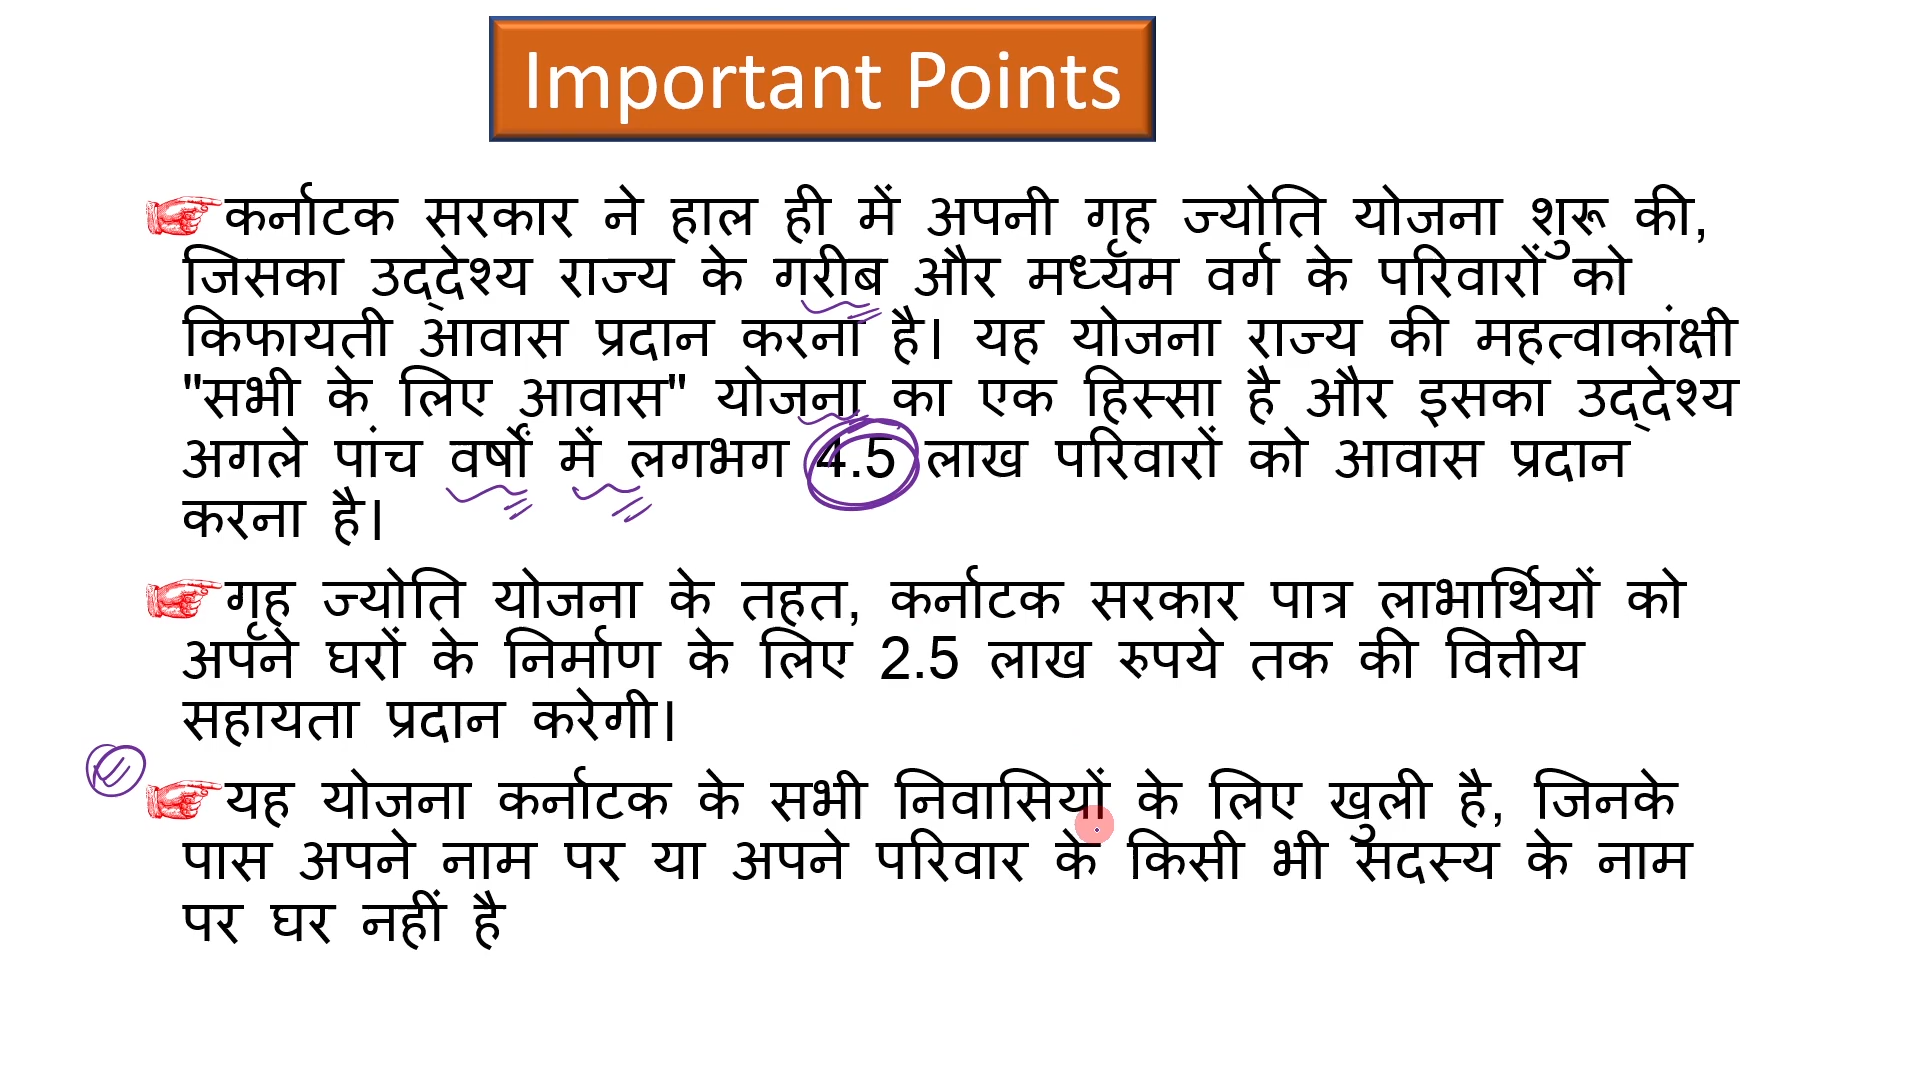 Important Points
कर्नाटक सरकार ने हाल ही में अपनी गृह ज्योति योजना शुरू की,
जिसका उद्देश्य राज्य के गरीब और मध्यम वर्ग के परिवारों को
किफायती आवास प्रदान करना है। यह योजना राज्य की महत्वाकांक्षी
"सभी के लिए आवास" योजना का एक हिस्सा है और इसका उद्देश्य
अगले पांच वर्षों में लगभग 4.5 लाख परिवारों को आवास प्रदान
करना है।
गृह ज्योति योजना के तहत, कर्नाटक सरकार पात्र लाभार्थियों को
अपने घरों के निर्माण के लिए 2.5 लाख रुपये तक की वित्तीय
सहायता प्रदान करेगी।
यह योजना कर्नाटक के सभी निवासियों के लिए खुली है, जिनके
पास अपने नाम पर या अपने परिवार के किसी भी सदस्य के नाम
पर घर नहीं है